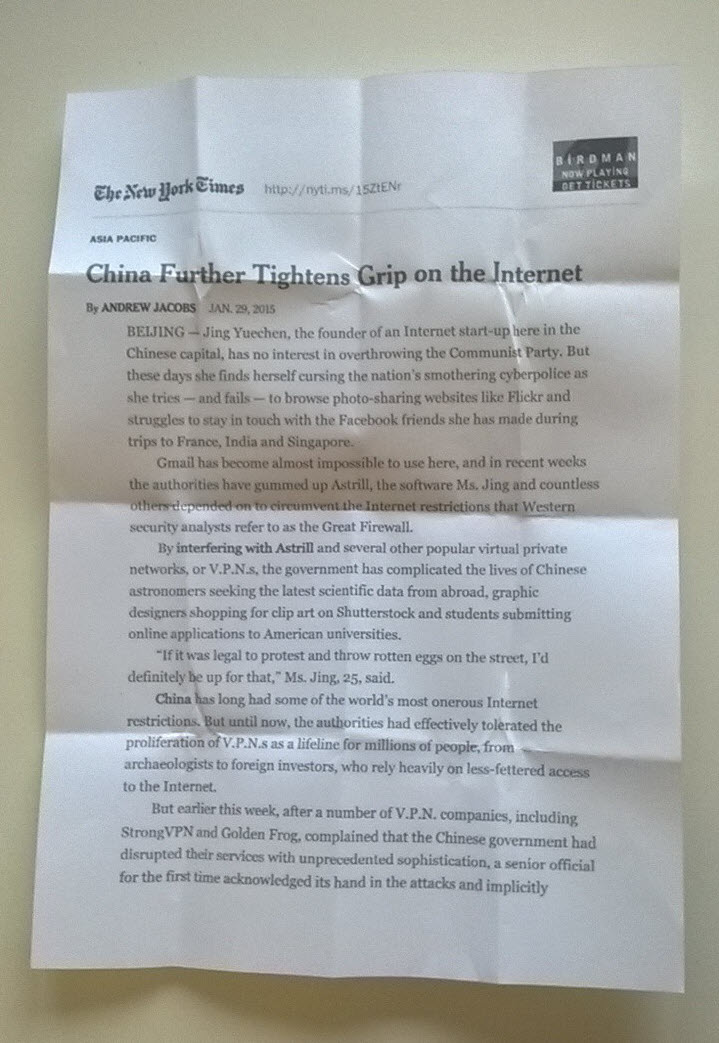 The New York Times
http://nyti.ms/15ZtENr
BIRDMAN
NOW PLAYING
GET TICKETS
ASIA PACIFIC
China Further Tightens Grip on the Internet
By ANDREW JACOBS JAN. 29, 2015
BEIJING — Jing Yuechen, the founder of an Internet start-up here in the
Chinese capital, has no interest in overthrowing the Communist Party. But
these days she finds herself cursing the nation's smothering cyberpolice as
she tries — and fails — to browse photo-sharing websites like Flickr and
struggles to stay in touch with the Facebook friends she has made during
trips to France, India and Singapore.
Gmail has become almost impossible to use here, and in recent weeks
the authorities have gummed up Astrill, the software Ms. Jing and countless
others depended on to circumvent the Internet restrictions that Western
security analysts refer to as the Great Firewall.
By interfering with Astrill and several other popular virtual private
networks, or V.P.N.s, the government has complicated the lives of Chinese
astronomers seeking the latest scientific data from abroad, graphic
designers shopping for clip art on Shutterstock and students submitting
online applications to American universities.
“If it was legal to protest and throw rotten eggs on the street, I’d
definitely be up for that,” Ms. Jing, 25, said.
China has long had some of the world’s most onerous Internet
restrictions. But until now, the authorities had effectively tolerated the
proliferation of V.P.N.s as a lifeline for millions of people, from
archaeologists to foreign investors, who rely heavily on less-fettered access
to the Internet.
But earlier this week, after a number of V.P.N. companies, including
StrongVPN and Golden Frog, complained that the Chinese government had
disrupted their services with unprecedented sophistication, a senior official
for the first time acknowledged its hand in the attacks and implicitly